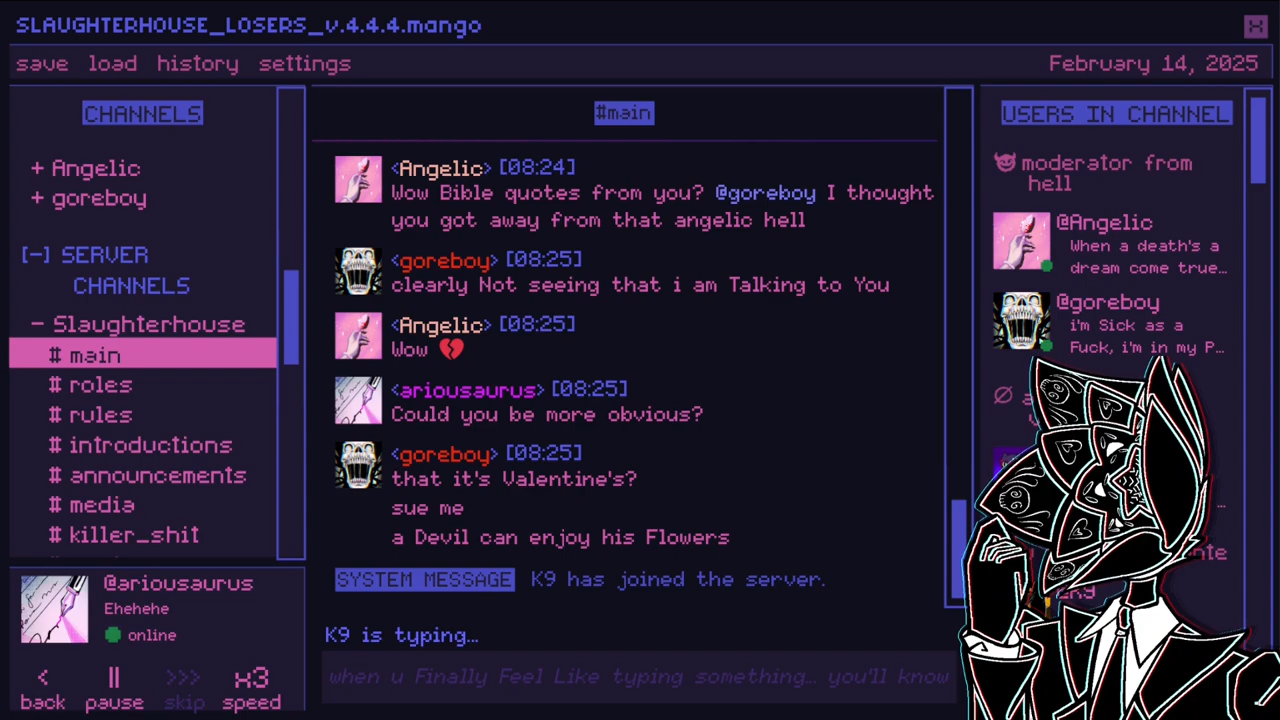 SLAUGHTERHOUSE_LOSERS_v.4.4.4.mango
save load history settings
February 14, 2025
CHANNELS
+ Angelic
+ goreboy
[-] SERVER
CHANNELS
- Slaughterhouse
# main
# roles
# rules
# introductions
# announcements
# media
# killer_shit
@ariousaurus
Ehehehe
online
< || >>> x3
back pause skip speed
#main
<Angelic> [08:24]
Wow Bible quotes from you? @goreboy I thought
you got away from that angelic hell
<goreboy> [08:25]
clearly Not seeing that i am Talking to You
<Angelic> [08:25]
Wow 💔
<ariousaurus> [08:25]
Could you be more obvious?
<goreboy> [08:25]
that it's Valentine's?
sue me
a Devil can enjoy his Flowers
SYSTEM MESSAGE K9 has joined the server.
K9 is typing…
when u Finally Feel Like typing something… you'll know
USERS IN CHANNEL
moderator from
hell
@Angelic
When a death's a
dream come true…
@goreboy
i'm Sick as a
Fuck, i'm in my P…